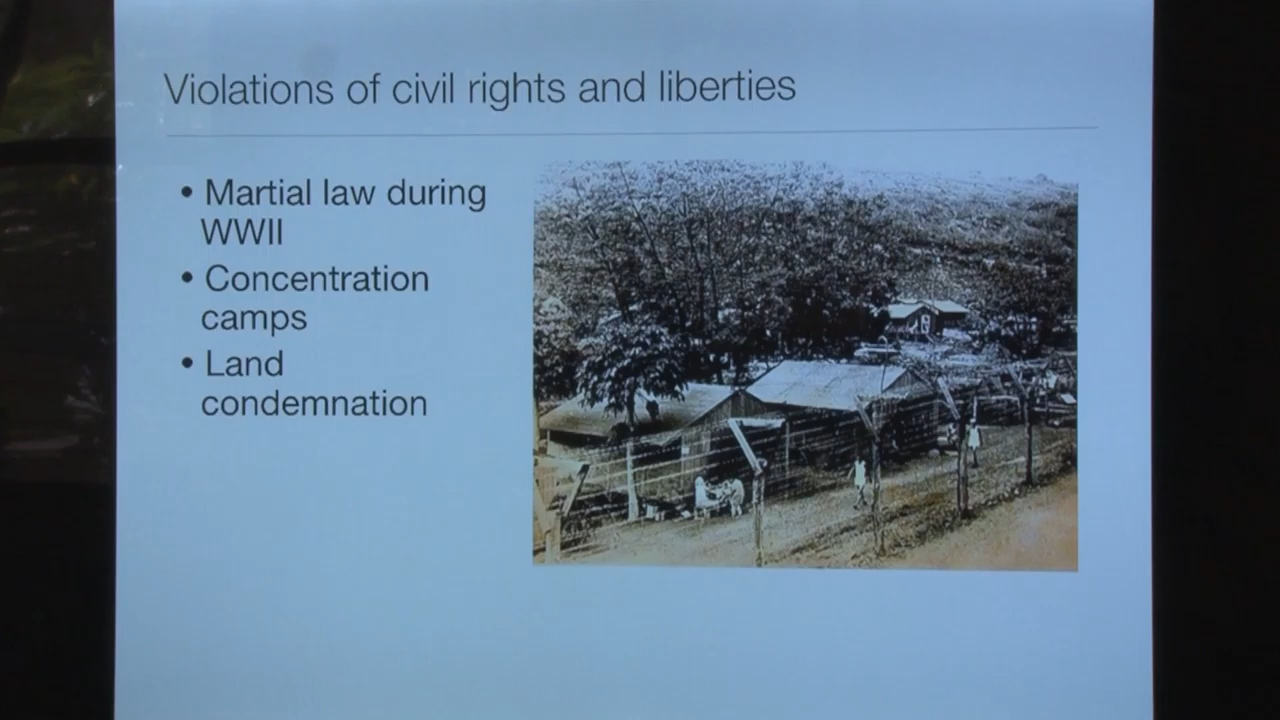 Violations of civil rights and liberties
• Martial law during
WWII
• Concentration
camps
• Land
condemnation